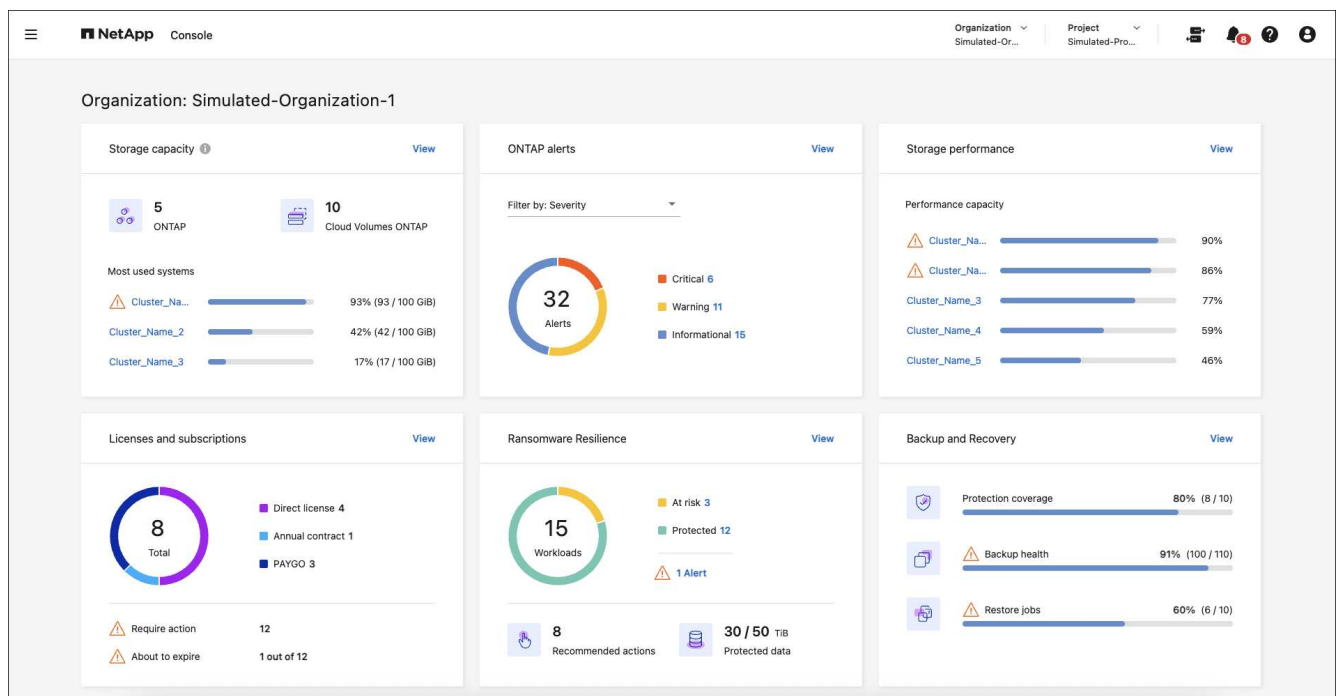 NetApp Console
Organization
Simulated-Or...
Project
Simulated-Pro...
8
Organization: Simulated-Organization-1
Storage capacity
View
5
ONTAP
10
Cloud Volumes ONTAP
Most used systems
Cluster_Na... 93% (93 / 100 GiB)
Cluster_Name_2 42% (42 / 100 GiB)
Cluster_Name_3 17% (17 / 100 GiB)
ONTAP alerts
View
Filter by: Severity
32
Alerts
Critical 6
Warning 11
Informational 15
Storage performance
View
Performance capacity
Cluster_Na... 90%
Cluster_Na... 86%
Cluster_Name_3 77%
Cluster_Name_4 59%
Cluster_Name_5 46%
Licenses and subscriptions
View
8
Total
Direct license 4
Annual contract 1
PAYGO 3
Require action 12
About to expire 1 out of 12
Ransomware Resilience
View
15
Workloads
At risk 3
Protected 12
1 Alert
8
Recommended actions
30 / 50 TiB
Protected data
Backup and Recovery
View
Protection coverage 80% (8 / 10)
Backup health 91% (100 / 110)
Restore jobs 60% (6 / 10)